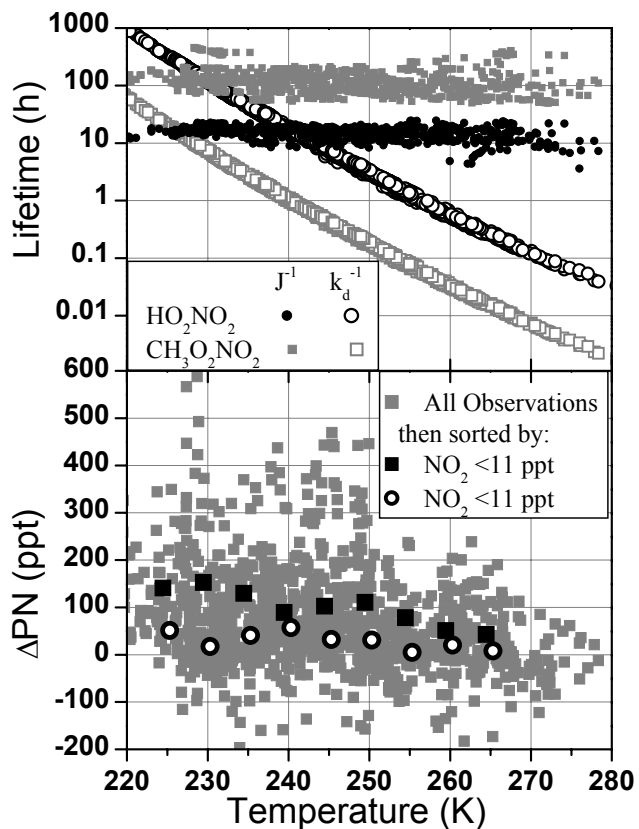 1000
100
10
1
0.1
0.01
Lifetime (h)
J⁻¹ k_d⁻¹
HO₂NO₂
CH₃O₂NO₂
600
500
400
300
200
100
0
-100
-200
ΔPN (ppt)
All Observations
then sorted by:
NO₂ <11 ppt
NO₂ <11 ppt
220 230 240 250 260 270 280
Temperature (K)